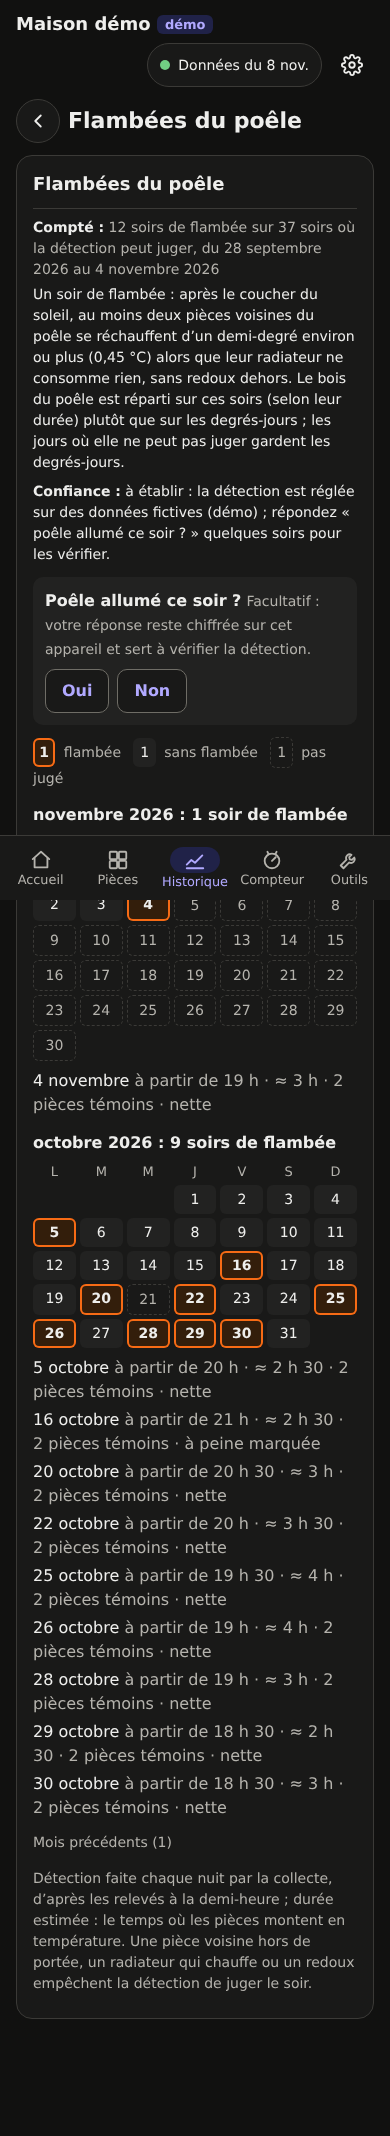 Maison démo démo
Données du 8 nov.
Flambées du poêle
Flambées du poêle
Compté : 12 soirs de flambée sur 37 soirs où
la détection peut juger, du 28 septembre
2026 au 4 novembre 2026
Un soir de flambée : après le coucher du
soleil, au moins deux pièces voisines du
poêle se réchauffent d’un demi-degré environ
ou plus (0,45 °C) alors que leur radiateur ne
consomme rien, sans redoux dehors. Le bois
du poêle est réparti sur ces soirs (selon leur
durée) plutôt que sur les degrés-jours ; les
jours où elle ne peut pas juger gardent les
degrés-jours.
Confiance : à établir : la détection est réglée
sur des données fictives (démo) ; répondez «
poêle allumé ce soir ? » quelques soirs pour
les vérifier.
Poêle allumé ce soir ? Facultatif :
votre réponse reste chiffrée sur cet
appareil et sert à vérifier la détection.
Oui Non
1 flambée 1 sans flambée 1 pas
jugé
novembre 2026 : 1 soir de flambée
Accueil Pièces Historique Compteur Outils
2 3 4 5 6 7 8
9 10 11 12 13 14 15
16 17 18 19 20 21 22
23 24 25 26 27 28 29
30
4 novembre à partir de 19 h · ≈ 3 h · 2
pièces témoins · nette
octobre 2026 : 9 soirs de flambée
L M M J V S D
1 2 3 4
5 6 7 8 9 10 11
12 13 14 15 16 17 18
19 20 21 22 23 24 25
26 27 28 29 30 31
5 octobre à partir de 20 h · ≈ 2 h 30 · 2
pièces témoins · nette
16 octobre à partir de 21 h · ≈ 2 h 30 ·
2 pièces témoins · à peine marquée
20 octobre à partir de 20 h 30 · ≈ 3 h ·
2 pièces témoins · nette
22 octobre à partir de 20 h · ≈ 3 h 30 ·
2 pièces témoins · nette
25 octobre à partir de 19 h 30 · ≈ 4 h ·
2 pièces témoins · nette
26 octobre à partir de 19 h · ≈ 4 h · 2
pièces témoins · nette
28 octobre à partir de 19 h · ≈ 3 h · 2
pièces témoins · nette
29 octobre à partir de 18 h 30 · ≈ 2 h
30 · 2 pièces témoins · nette
30 octobre à partir de 18 h 30 · ≈ 3 h ·
2 pièces témoins · nette
Mois précédents (1)
Détection faite chaque nuit par la collecte,
d’après les relevés à la demi-heure ; durée
estimée : le temps où les pièces montent en
température. Une pièce voisine hors de
portée, un radiateur qui chauffe ou un redoux
empêchent la détection de juger le soir.